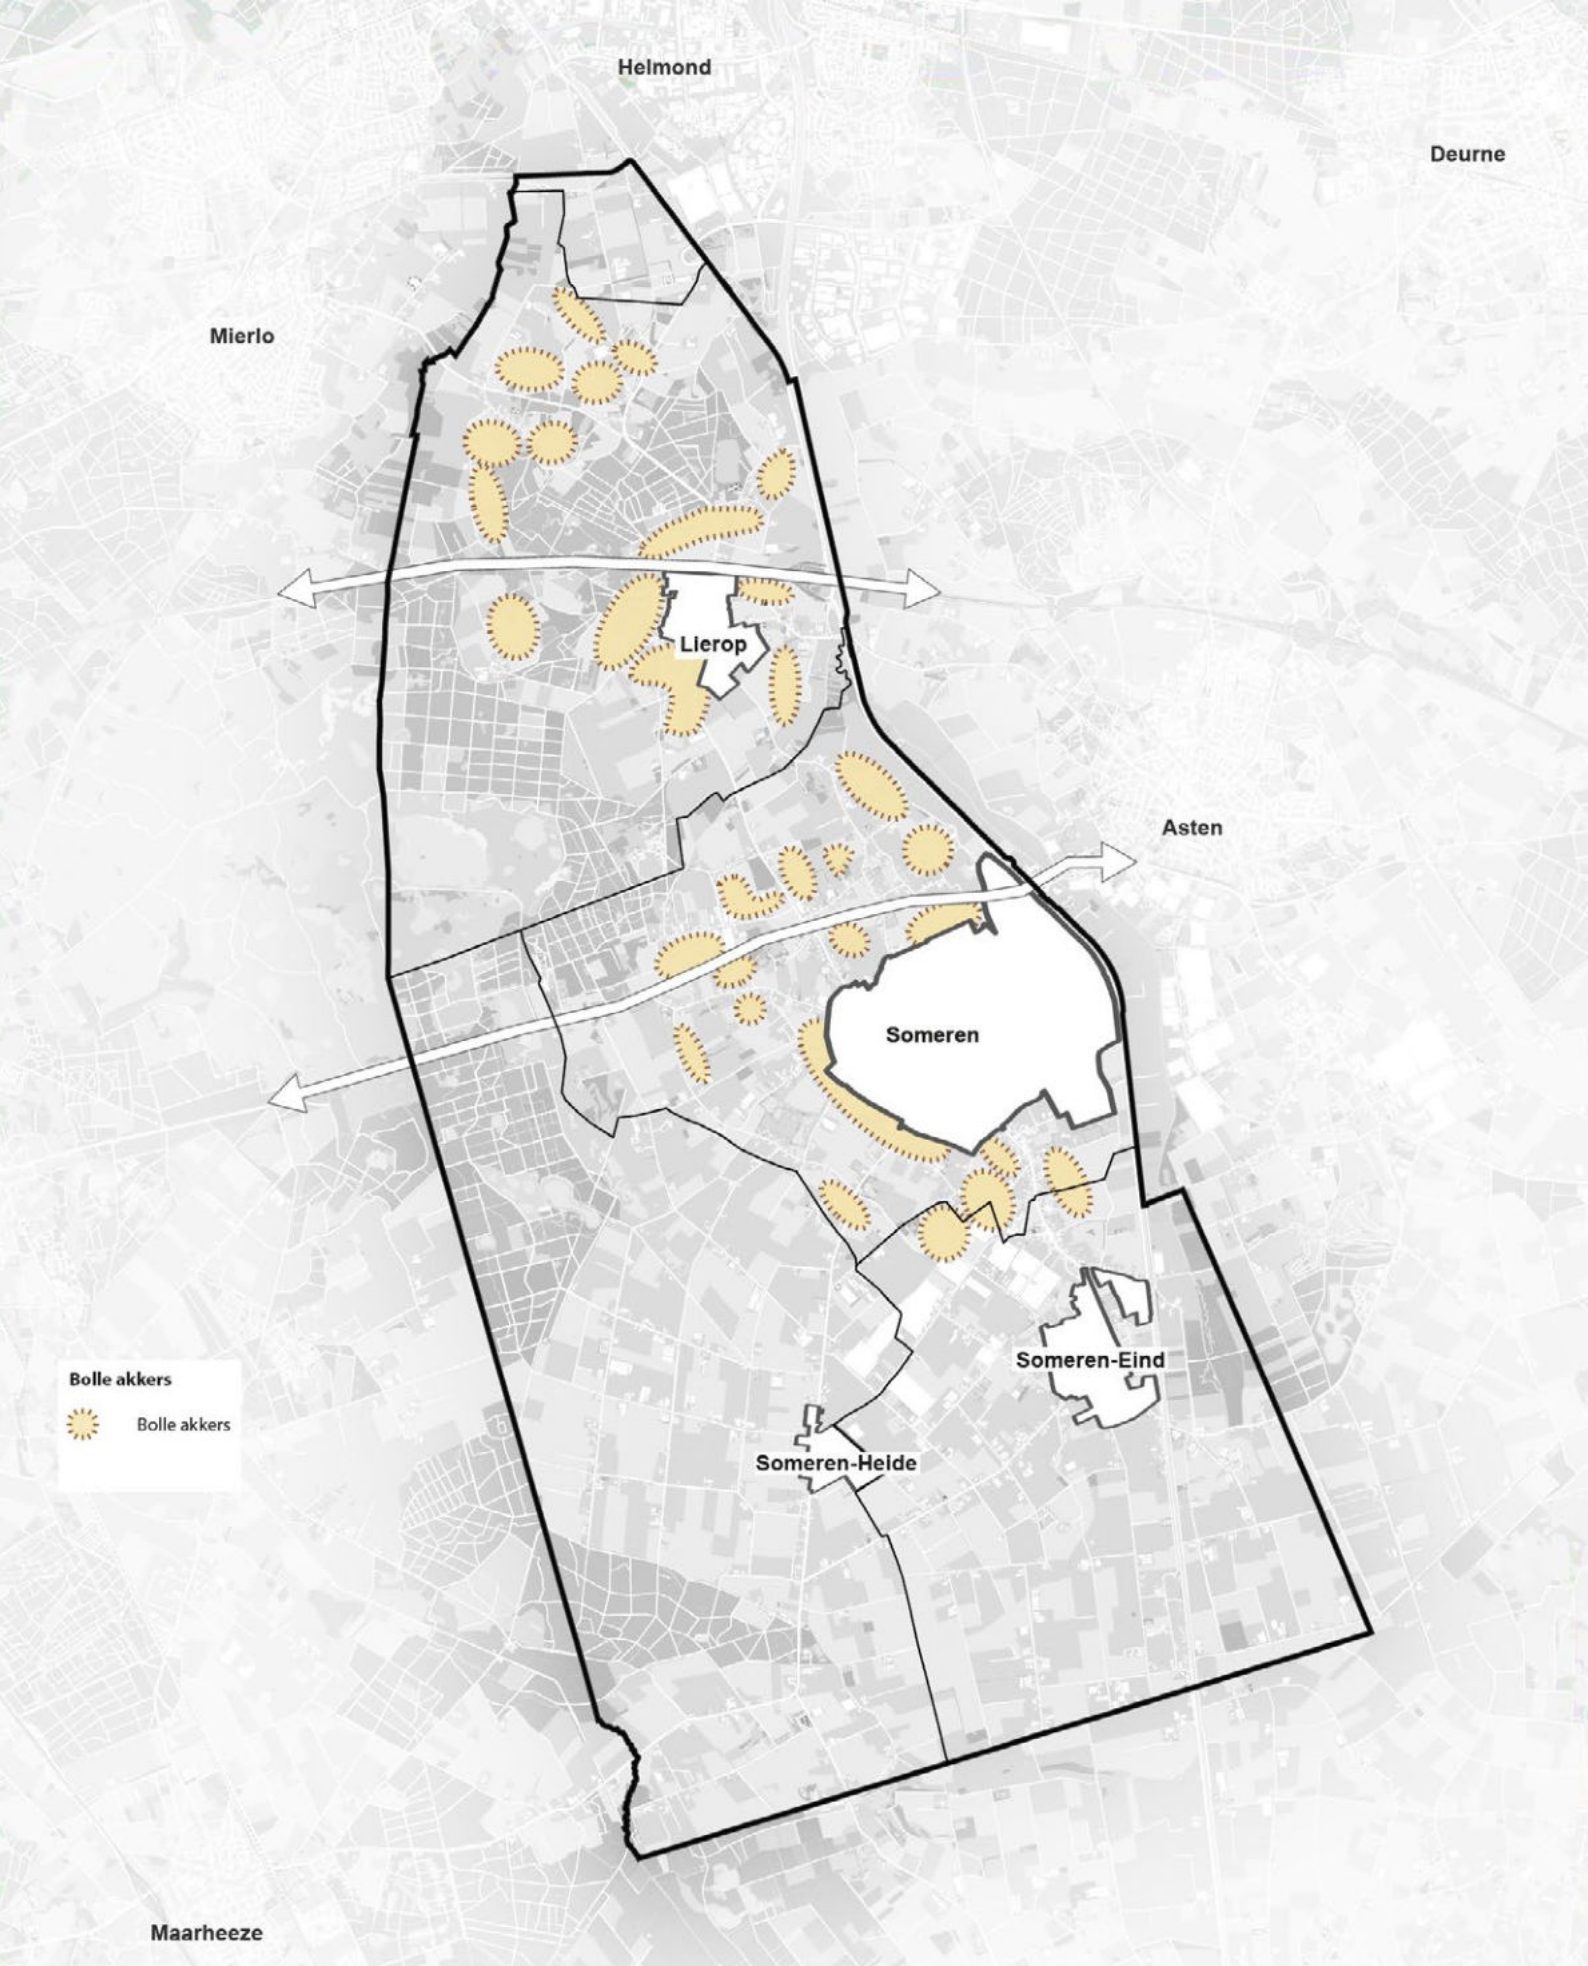 Helmond
Deurne
Mierlo
Lierop
Asten
Someren
Someren-Eind
Bolle akkers
Bolle akkers
Someren-Heide
Maarheeze